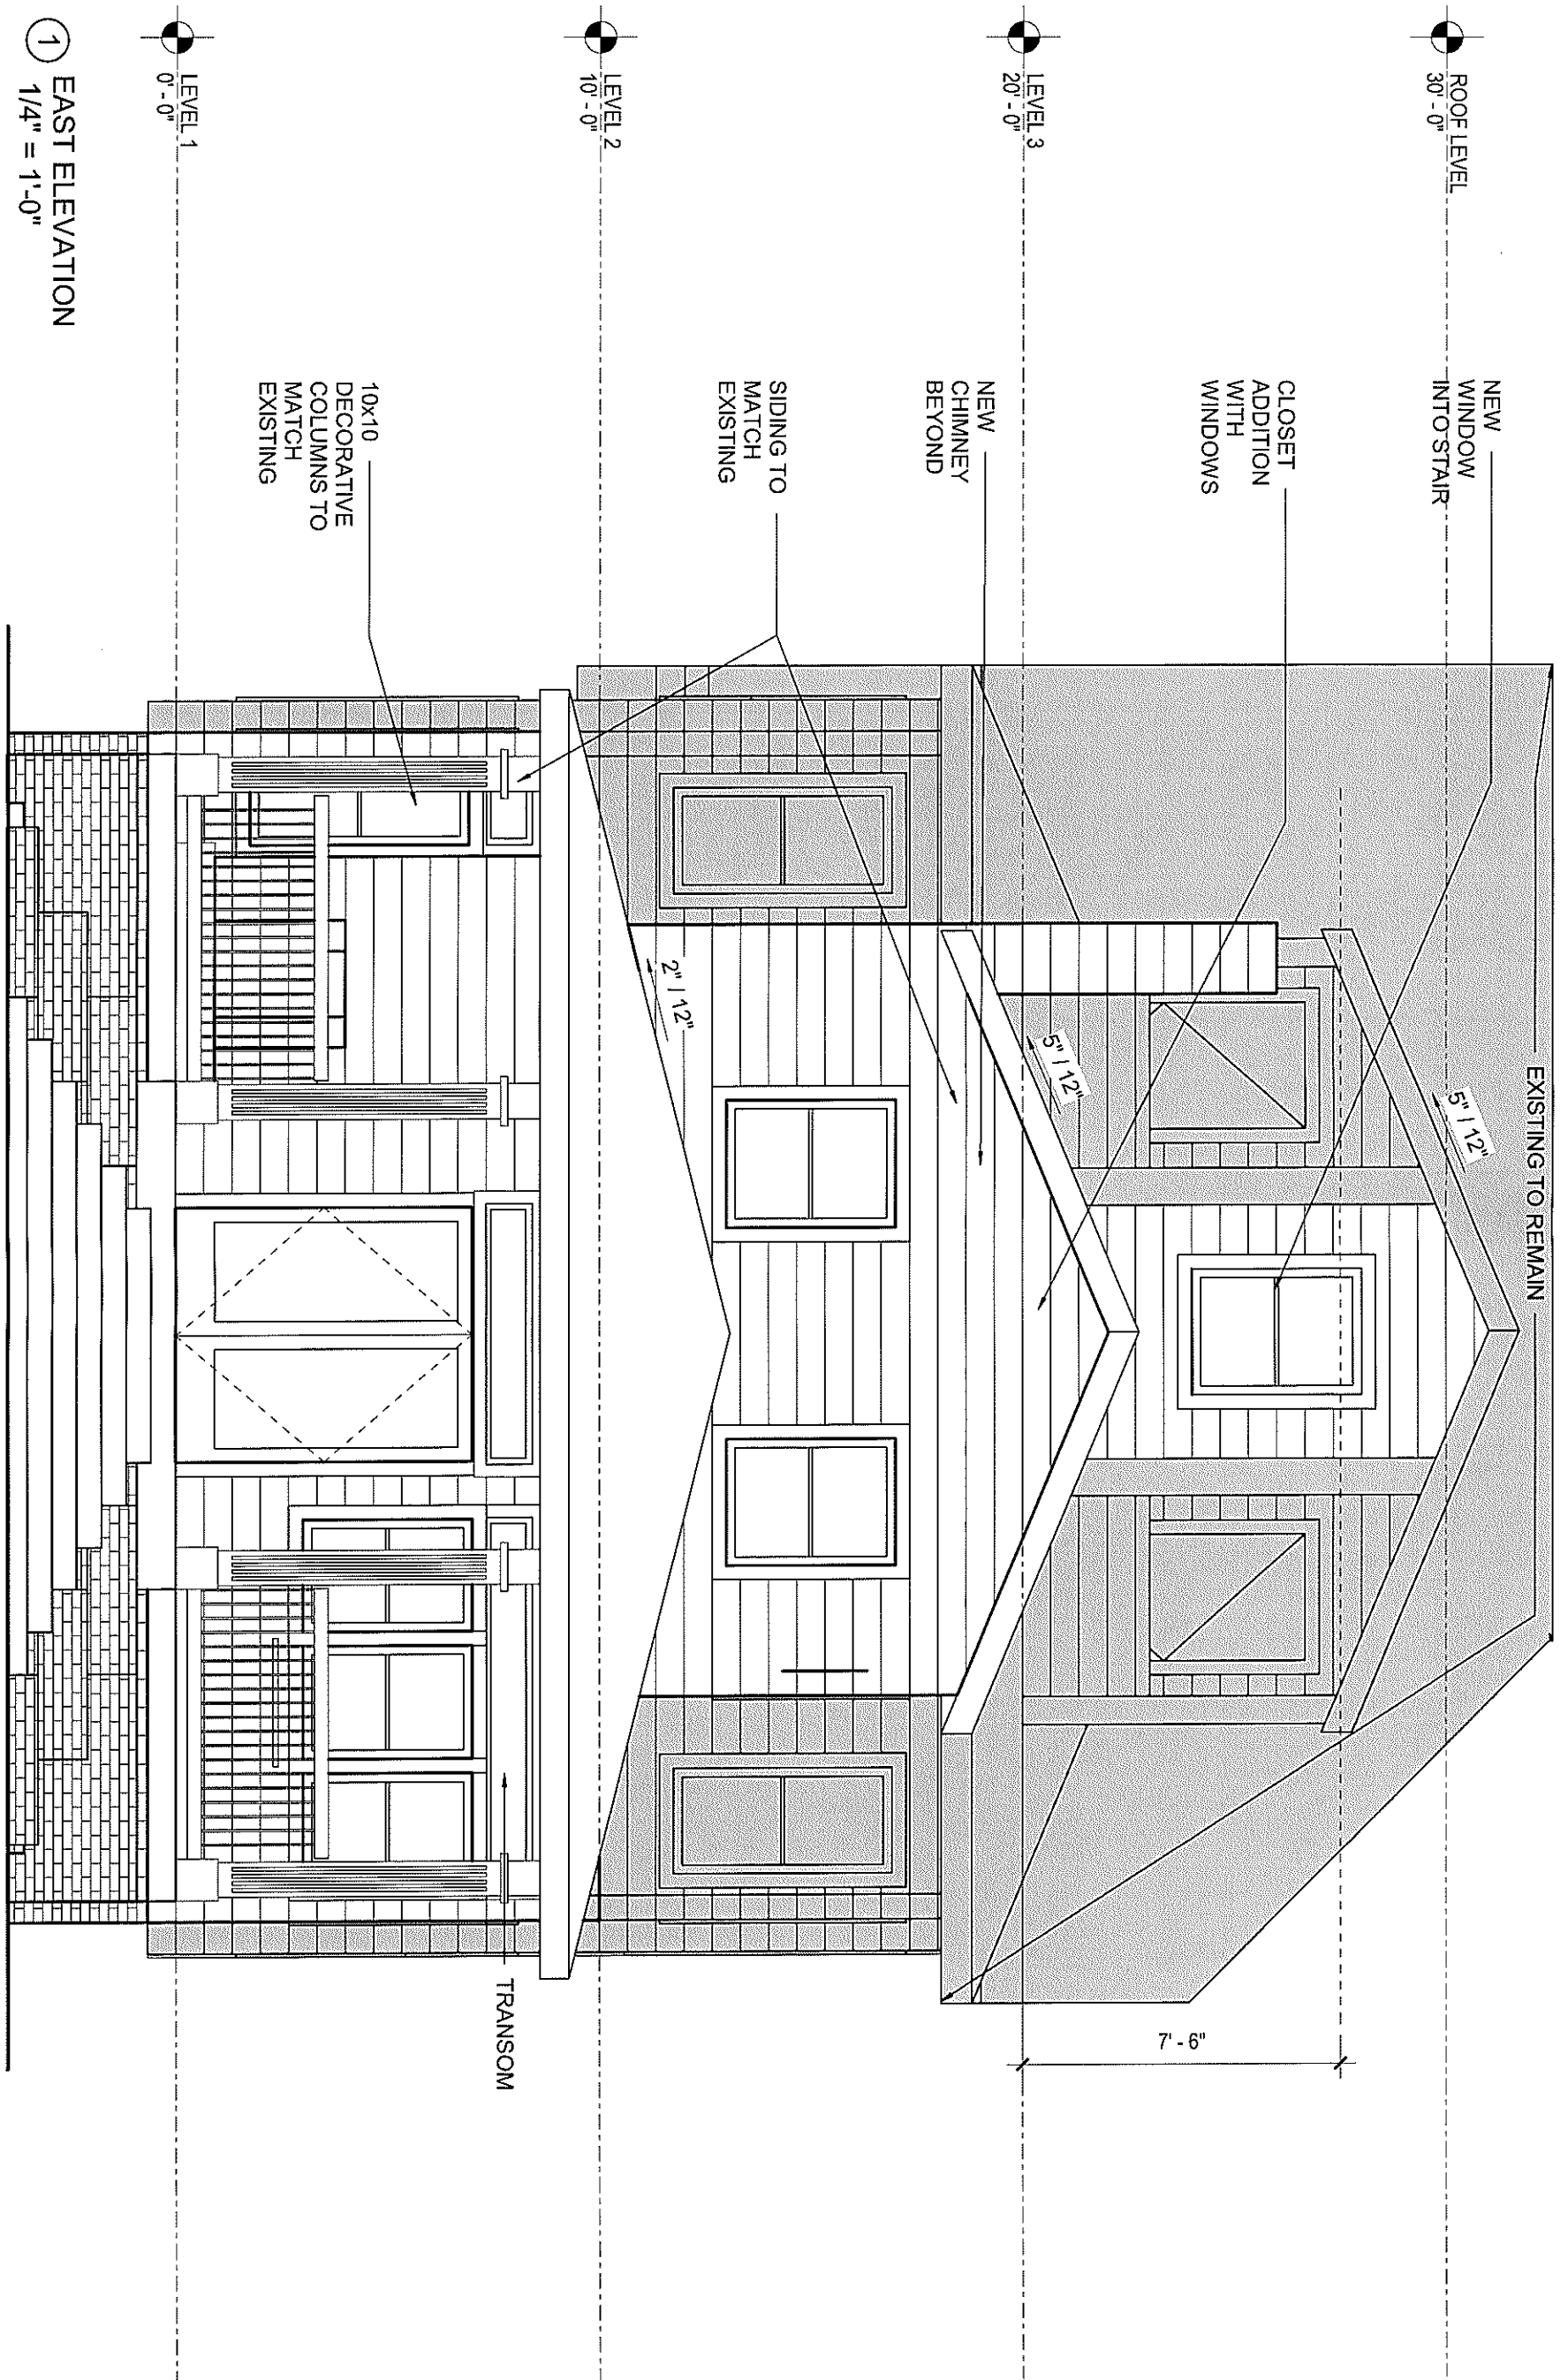 EXISTING TO REMAIN
ROOF LEVEL
30' - 0"
NEW
WINDOW
INTO STAIR
5" / 12"
CLOSET
ADDITION
WITH
WINDOWS
7' - 6"
LEVEL 3
20' - 0"
5" / 12"
NEW
CHIMNEY
BEYOND
SIDING TO
MATCH
EXISTING
2" / 12"
LEVEL 2
10' - 0"
TRANSOM
10x10
DECORATIVE
COLUMNS TO
MATCH
EXISTING
LEVEL 1
0' - 0"
1 EAST ELEVATION
1/4" = 1'-0"